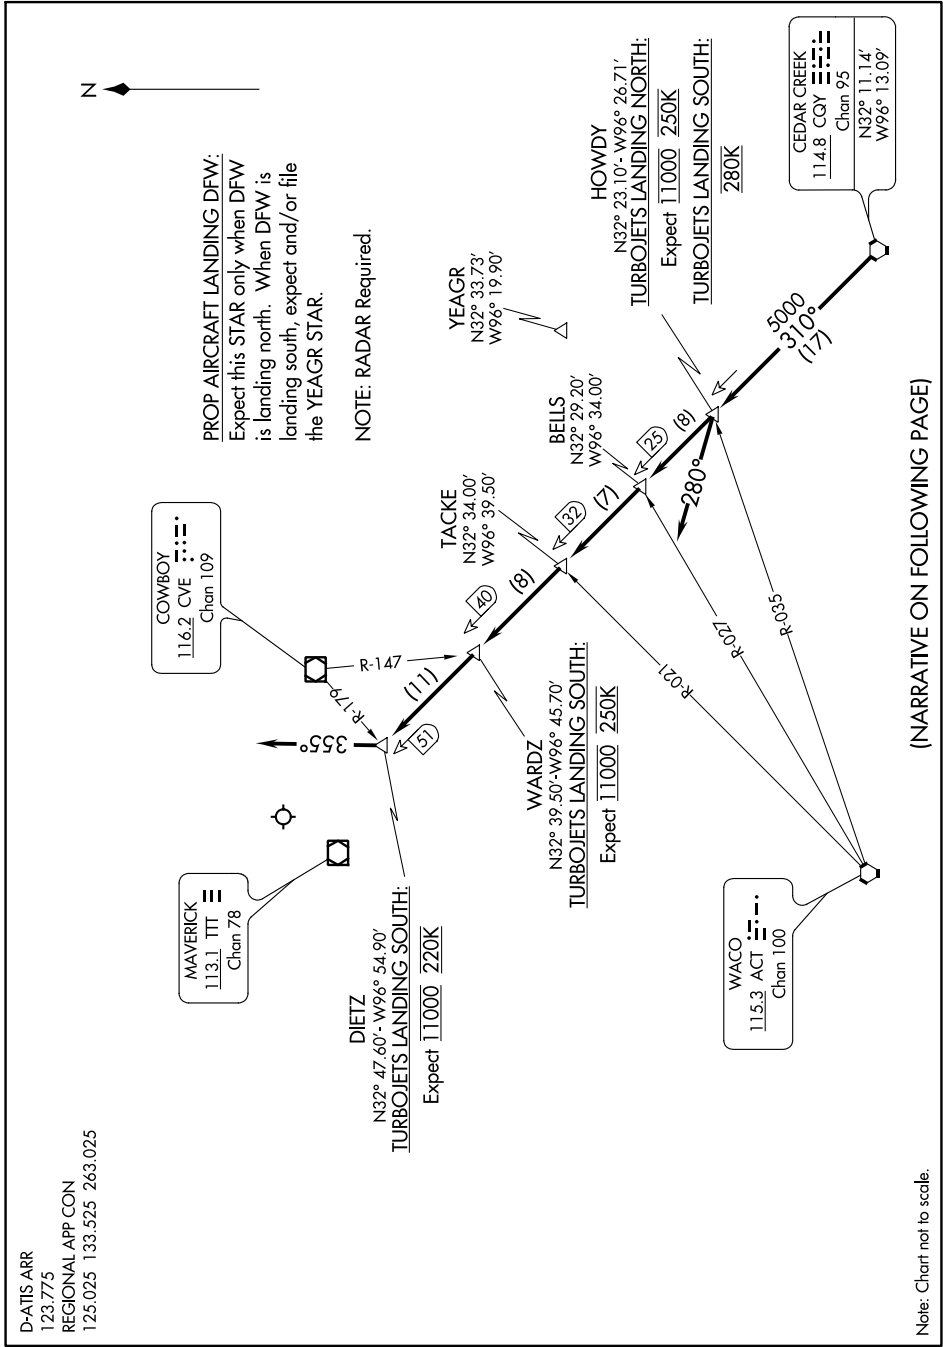 D-ATIS ARR
123.775
REGIONAL APP CON
125.025 133.525 263.025
N
PROP AIRCRAFT LANDING DFW:
Expect this STAR only when DFW
is landing north. When DFW is
landing south, expect and/or file
the YEAGR STAR.
NOTE: RADAR Required.
COWBOY
116.2 CVE
Chan 109
MAVERICK
113.1 TTT
Chan 78
R-147
R-179
355°
DIETZ
N32° 47.60′- W96° 54.90′
TURBOJETS LANDING SOUTH:
Expect 11000 220K
51
(11)
WARDZ
N32° 39.50′-W96° 45.70′
TURBOJETS LANDING SOUTH:
Expect 11000 250K
40
(8)
TACKE
N32° 34.00′
W96° 39.50′
32
(7)
BELLS
N32° 29.20′
W96° 34.00′
25
(8)
YEAGR
N32° 33.73′
W96° 19.90′
HOWDY
N32° 23.10′- W96° 26.71′
TURBOJETS LANDING NORTH:
Expect 11000 250K
TURBOJETS LANDING SOUTH:
280K
280°
5000
310°
(17)
CEDAR CREEK
114.8 CQY
Chan 95
N32° 11.14′
W96° 13.09′
R-021
R-027
R-035
WACO
115.3 ACT
Chan 100
(NARRATIVE ON FOLLOWING PAGE)
Note: Chart not to scale.